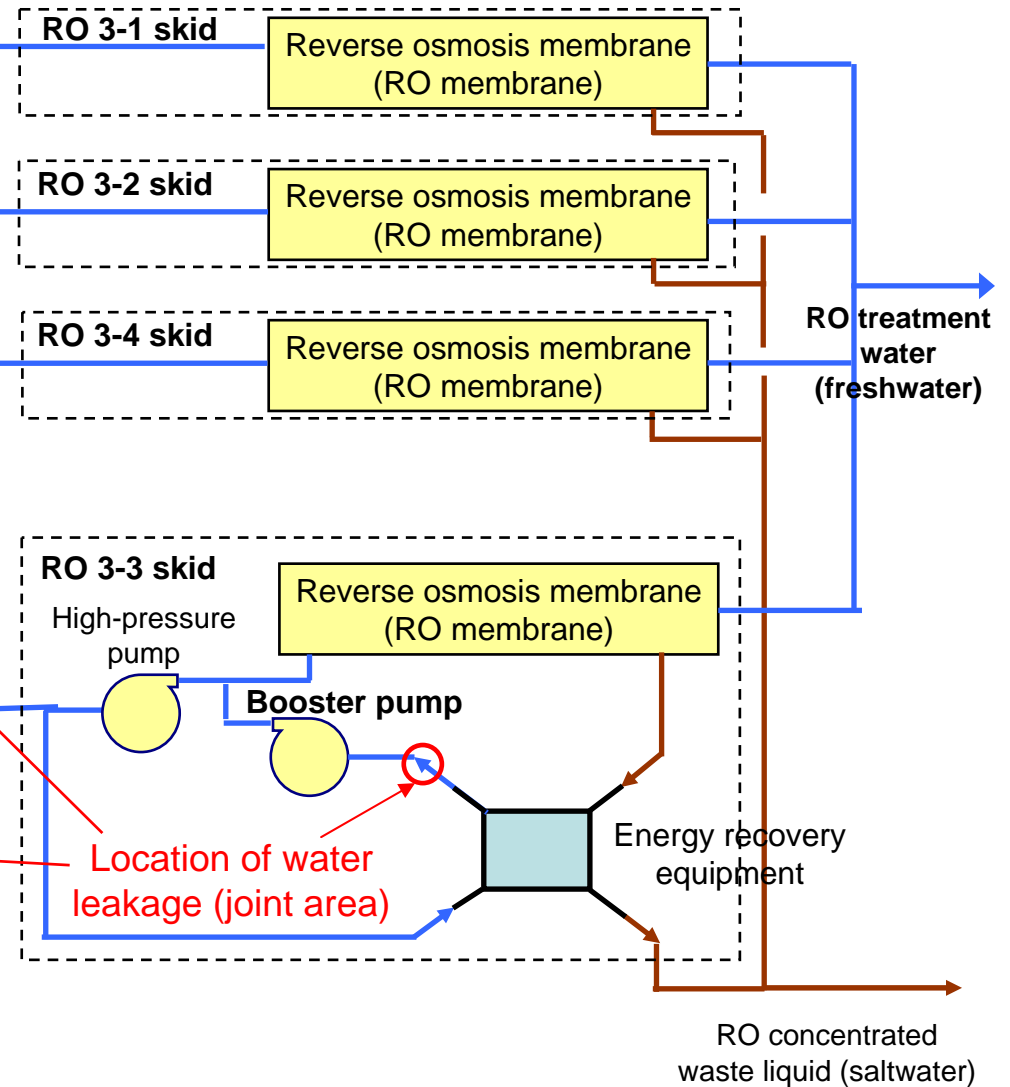 RO 3-1 skid
Reverse osmosis membrane
(RO membrane)
RO 3-2 skid
Reverse osmosis membrane
(RO membrane)
RO 3-4 skid
Reverse osmosis membrane
(RO membrane)
RO treatment
water
(freshwater)
RO 3-3 skid
Reverse osmosis membrane
(RO membrane)
High-pressure
pump
Booster pump
Energy recovery
equipment
Location of water
leakage (joint area)
RO concentrated
waste liquid (saltwater)